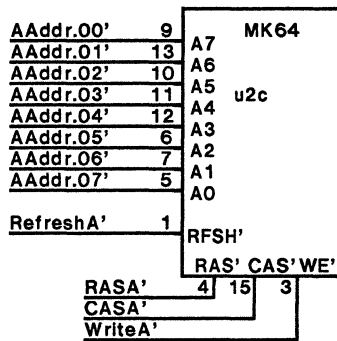 AAddr.00' 9 A7 MK64
AAddr.01' 13 A6
AAddr.02' 10 A5 u2c
AAddr.03' 11 A4
AAddr.04' 12 A3
AAddr.05' 6 A2
AAddr.06' 7 A1
AAddr.07' 5 A0
RefreshA' 1 RFSH'
RAS' CAS' WE'
RASA' 4 15 3
CASA'
WriteA'